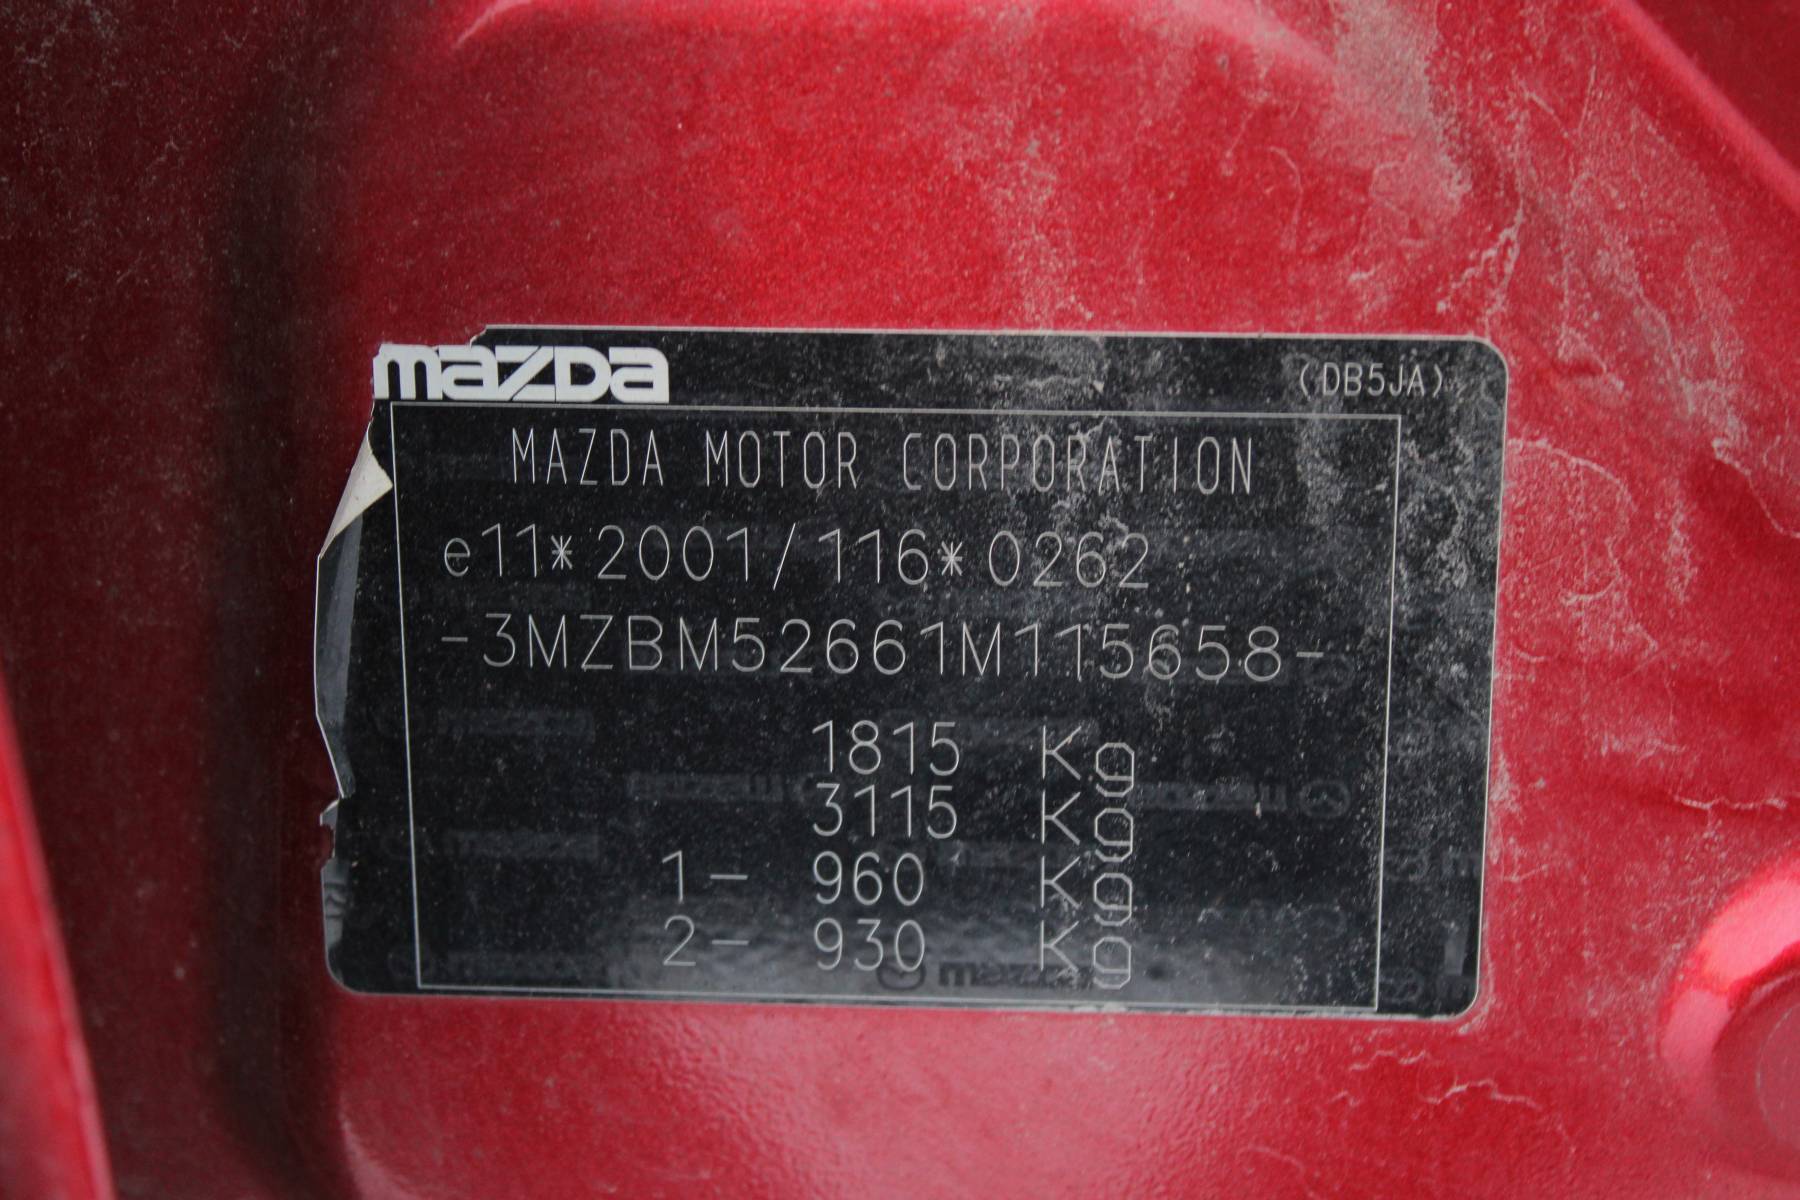 mazda (DB5JA)
MAZDA MOTOR CORPORATION
e11*2001/116*0262
-3MZBM52661M115658-
1815 Kg
3115 Kg
1- 960 Kg
2- 930 Kg
mazda